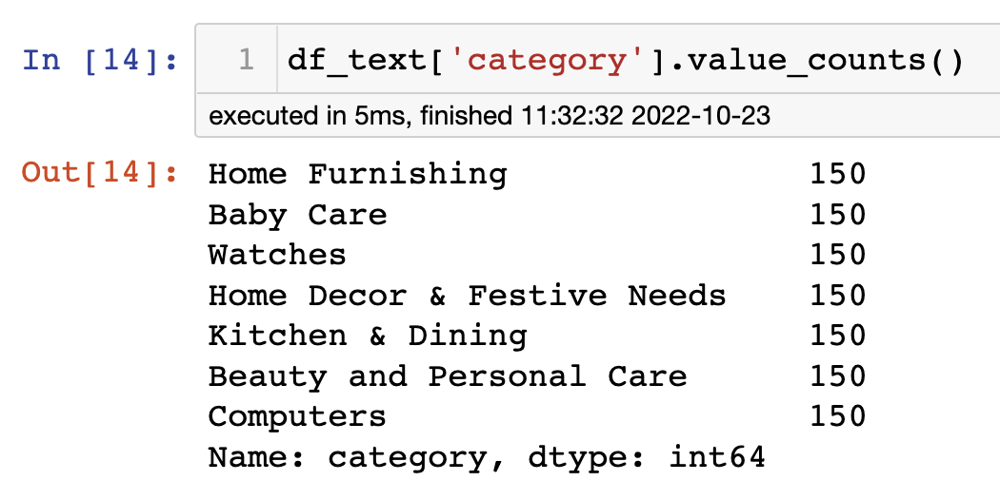 In [14]: 1 df_text['category'].value_counts()
executed in 5ms, finished 11:32:32 2022-10-23
Out[14]: Home Furnishing 150
Baby Care 150
Watches 150
Home Decor & Festive Needs 150
Kitchen & Dining 150
Beauty and Personal Care 150
Computers 150
Name: category, dtype: int64